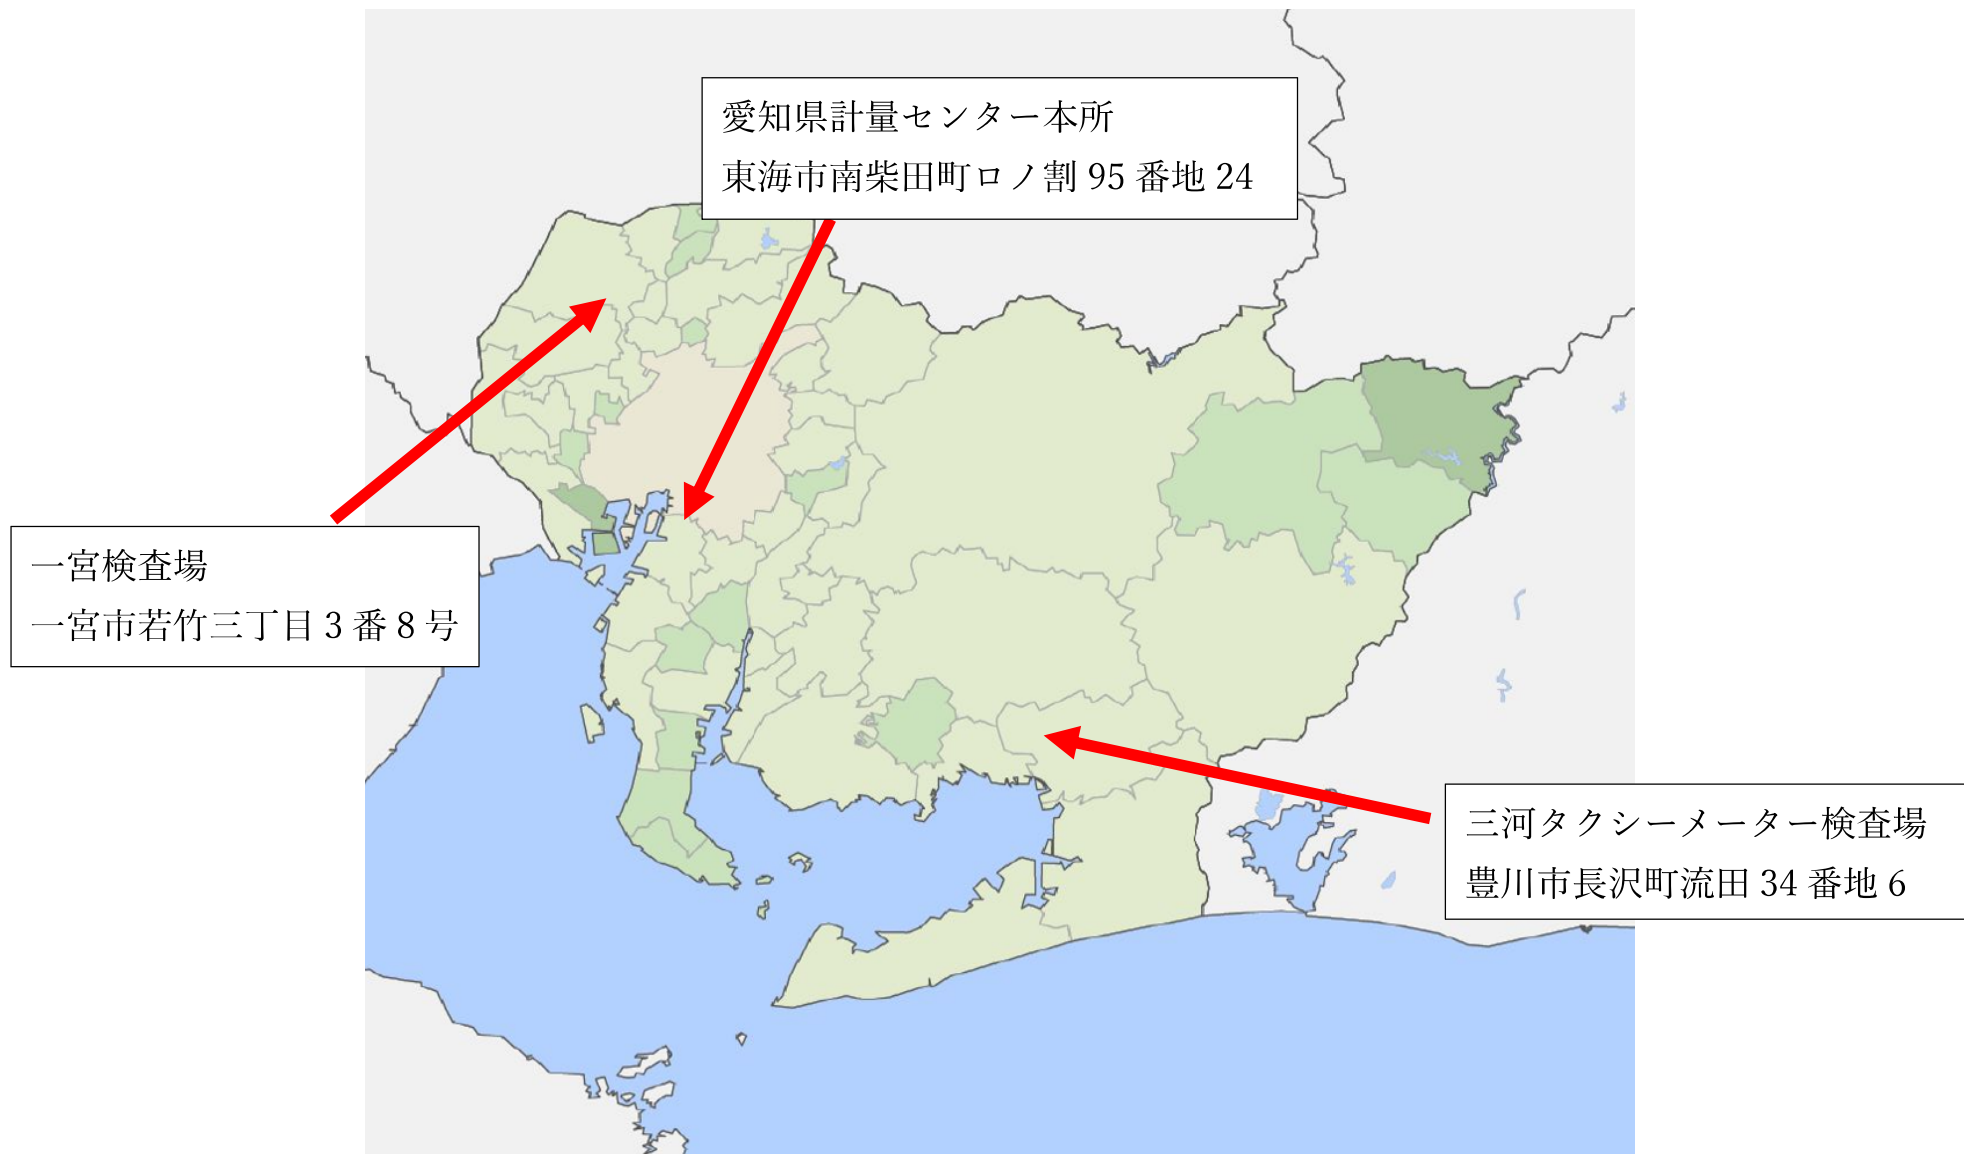 愛知県計量センター本所
東海市南柴田町ロノ割 95 番地 24
一宮検査場
一宮市若竹三丁目 3 番 8 号
三河タクシーメーター検査場
豊川市長沢町流田 34 番地 6